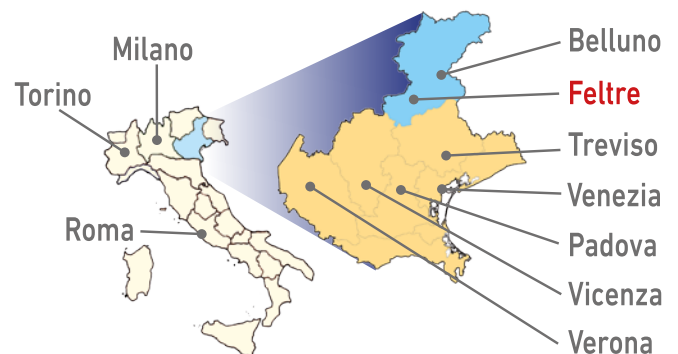 Milano
Torino
Roma
Belluno
Feltre
Treviso
Venezia
Padova
Vicenza
Verona